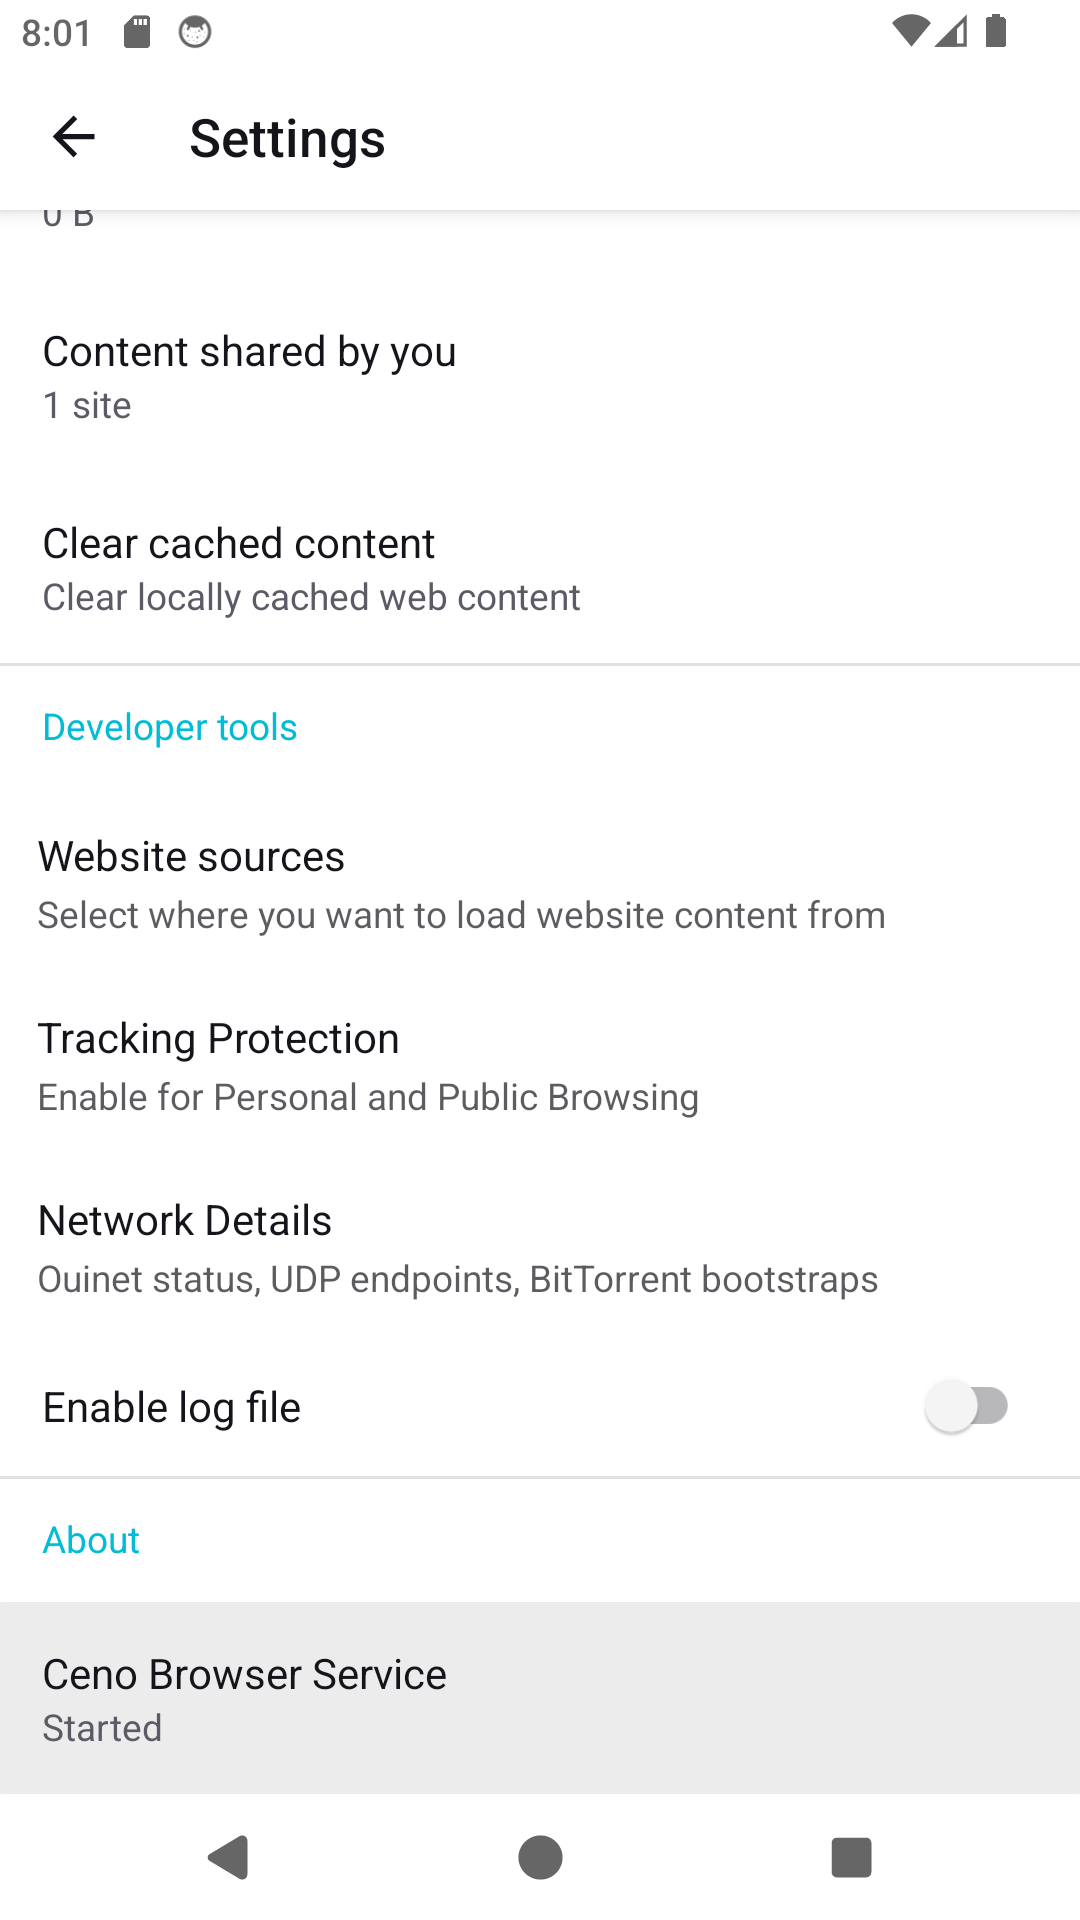 8:01
Settings
0 B
Content shared by you
1 site
Clear cached content
Clear locally cached web content
Developer tools
Website sources
Select where you want to load website content from
Tracking Protection
Enable for Personal and Public Browsing
Network Details
Ouinet status, UDP endpoints, BitTorrent bootstraps
Enable log file
About
Ceno Browser Service
Started